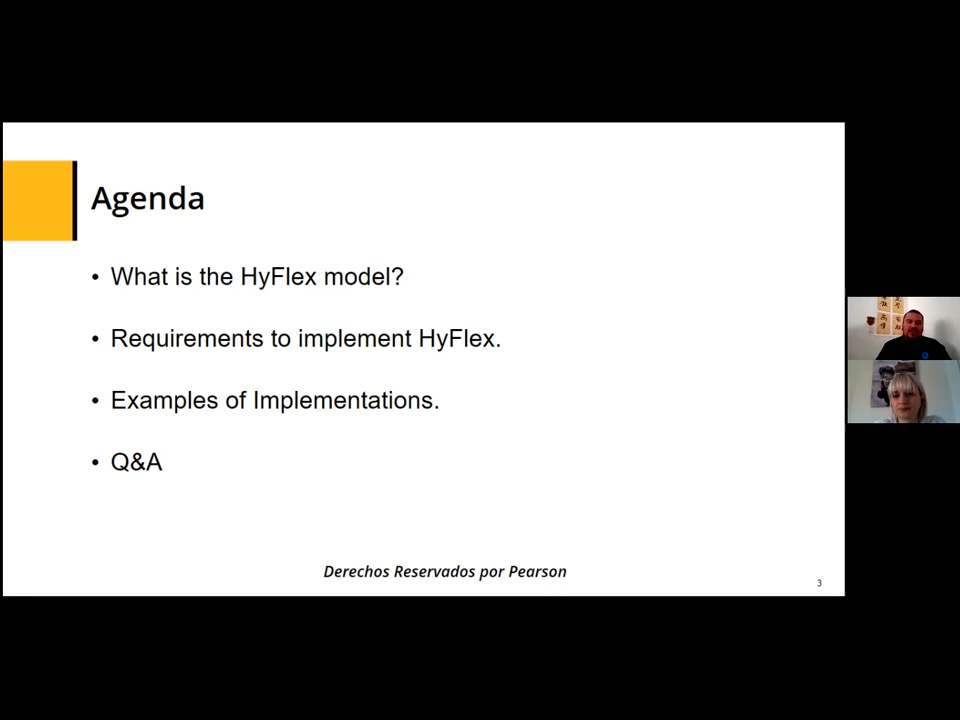 Agenda
• What is the HyFlex model?
• Requirements to implement HyFlex.
• Examples of Implementations.
• Q&A
Derechos Reservados por Pearson
3